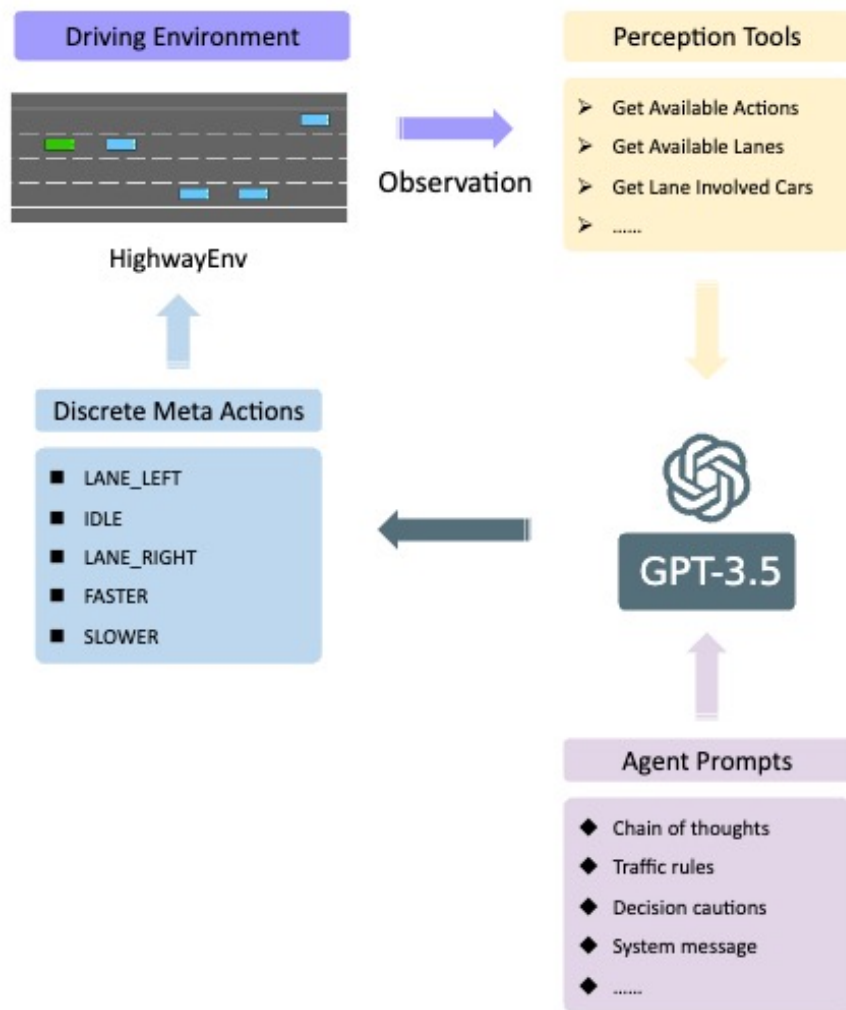 Driving Environment
Perception Tools
Get Available Actions
Get Available Lanes
Get Lane Involved Cars
......
Observation
HighwayEnv
Discrete Meta Actions
LANE_LEFT
IDLE
LANE_RIGHT
FASTER
SLOWER
GPT-3.5
Agent Prompts
Chain of thoughts
Traffic rules
Decision cautions
System message
......